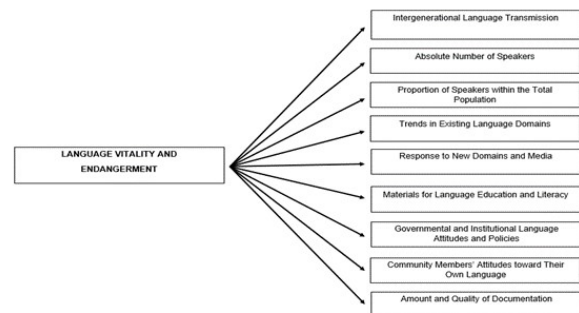 Intergenerational Language Transmission
Absolute Number of Speakers
Proportion of Speakers within the Total
Population
Trends in Existing Language Domains
LANGUAGE VITALITY AND
ENDANGERMENT
Response to New Domains and Media
Materials for Language Education and Literacy
Governmental and Institutional Language
Attitudes and Policies
Community Members' Attitudes toward Their
Own Language
Amount and Quality of Documentation